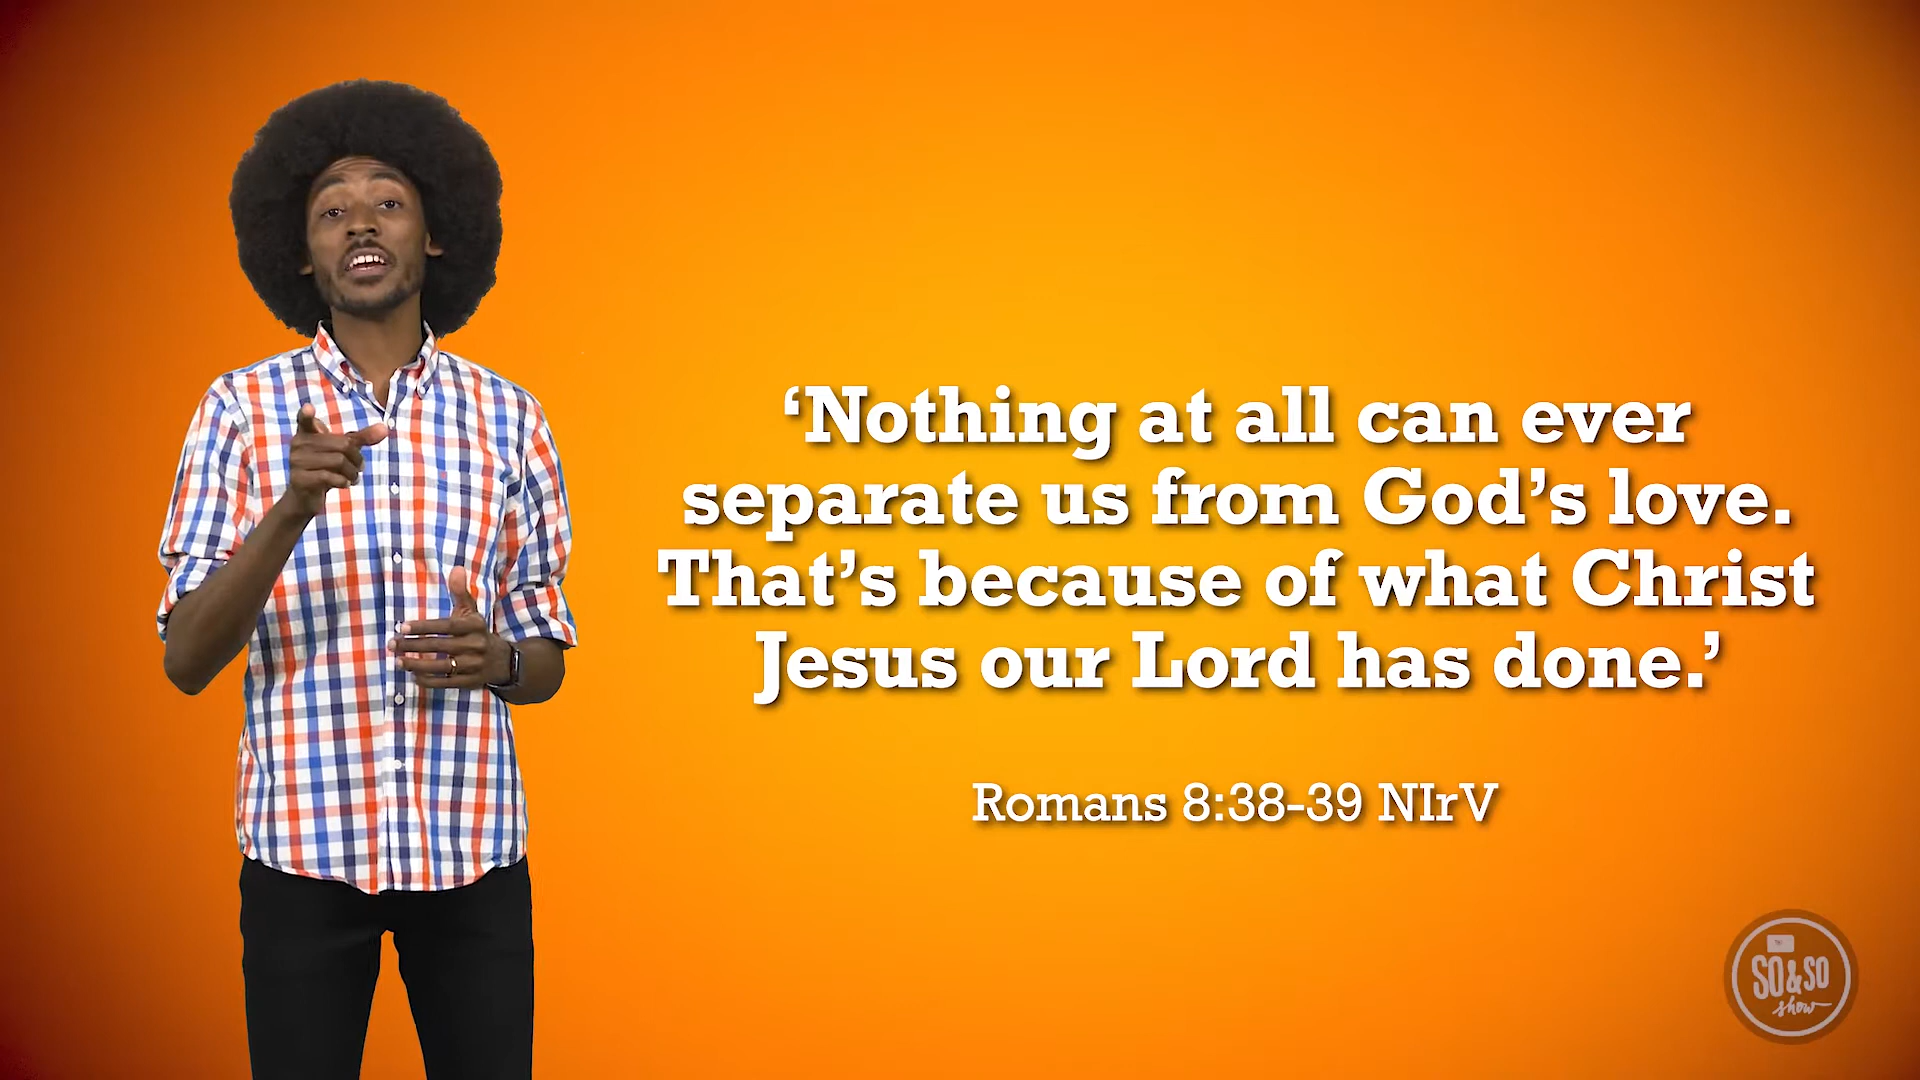 ‘Nothing at all can ever
separate us from God’s love.
That’s because of what Christ
Jesus our Lord has done.’
Romans 8:38-39 NIrV
SO & SO
show